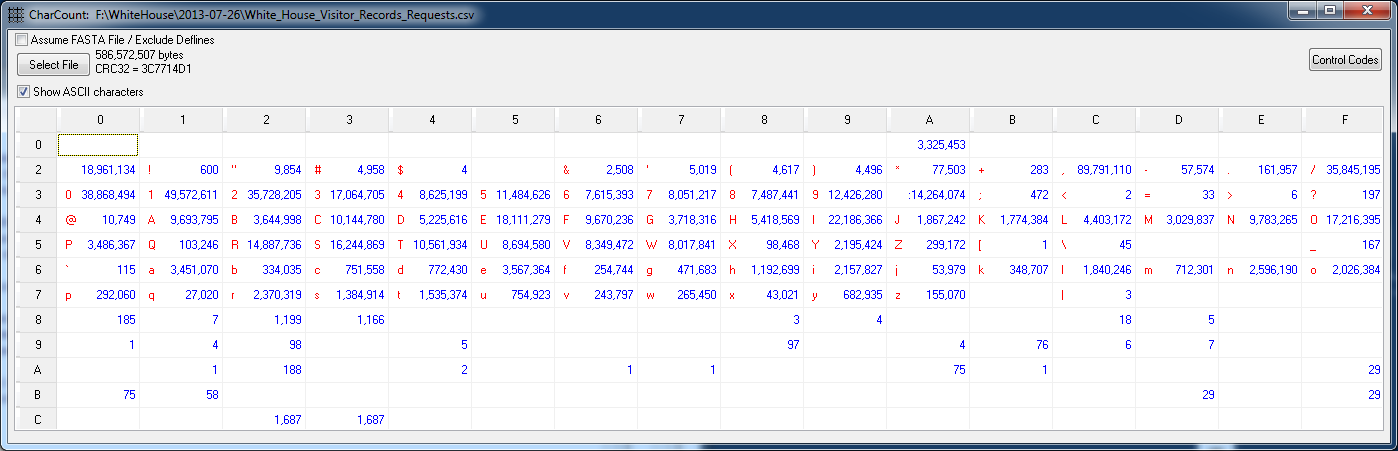 CharCount: F:\WhiteHouse\2013-07-26\White_House_Visitor_Records_Requests.csv
Assume FASTA File / Exclude Deflines
Select File
586,572,507 bytes
CRC32 = 3C7714D1
Control Codes
Show ASCII characters
0 1 2 3 4 5 6 7 8 9 A B C D E F
0 3,325,453
2 18,961,134 ! 600 " 9,854 # 4,958 $ 4 & 2,508 ' 5,019 ( 4,617 ) 4,496 * 77,503 + 283 , 89,791,110 - 57,574 . 161,957 / 35,845,195
3 0 38,868,494 1 49,572,611 2 35,728,205 3 17,064,705 4 8,625,199 5 11,484,626 6 7,615,393 7 8,051,217 8 7,487,441 9 12,426,280 : 14,264,074 ; 472 < 2 = 33 > 6 ? 197
4 @ 10,749 A 9,693,795 B 3,644,998 C 10,144,780 D 5,225,616 E 18,111,279 F 9,670,236 G 3,718,316 H 5,418,569 I 22,186,366 J 1,867,242 K 1,774,384 L 4,403,172 M 3,029,837 N 9,783,265 O 17,216,395
5 P 3,486,367 Q 103,246 R 14,887,736 S 16,244,869 T 10,561,934 U 8,694,580 V 8,349,472 W 8,017,841 X 98,468 Y 2,195,424 Z 299,172 [ 1 \ 45 _ 167
6 ` 115 a 3,451,070 b 334,035 c 751,558 d 772,430 e 3,567,364 f 254,744 g 471,683 h 1,192,699 i 2,157,827 j 53,979 k 348,707 l 1,840,246 m 712,301 n 2,596,190 o 2,026,384
7 p 292,060 q 27,020 r 2,370,319 s 1,384,914 t 1,535,374 u 754,923 v 243,797 w 265,450 x 43,021 y 682,935 z 155,070 | 3
8 185 7 1,199 1,166 3 4 18 5
9 1 4 98 5 97 4 76 6 7
A 1 188 2 1 1 75 1 29
B 75 58 29 29
C 1,687 1,687